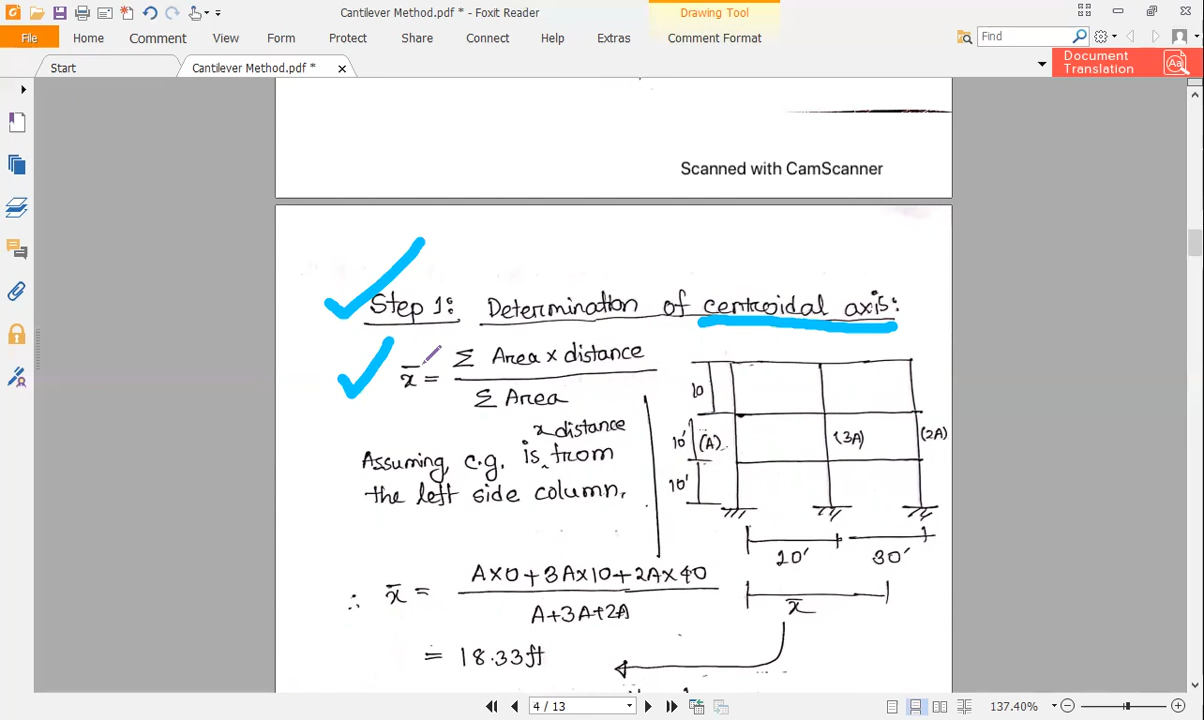 Cantilever Method.pdf * - Foxit Reader
Drawing Tool
File Home Comment View Form Protect Share Connect Help Extras Comment Format
Find
Start
Cantilever Method.pdf *
Document Translation
Aa
Scanned with CamScanner
Step 1: Determination of centroidal axis:
x̄ = Σ Area x distance
Σ Area
x distance
Assuming, c.g. is from
the left side column,
10
10' (A) (3A) (2A)
10'
20' 30'
x̄
∴ x̄ = A×0+3A×10+2A×40
A+3A+2A
= 18.33ft
4 / 13
137.40%